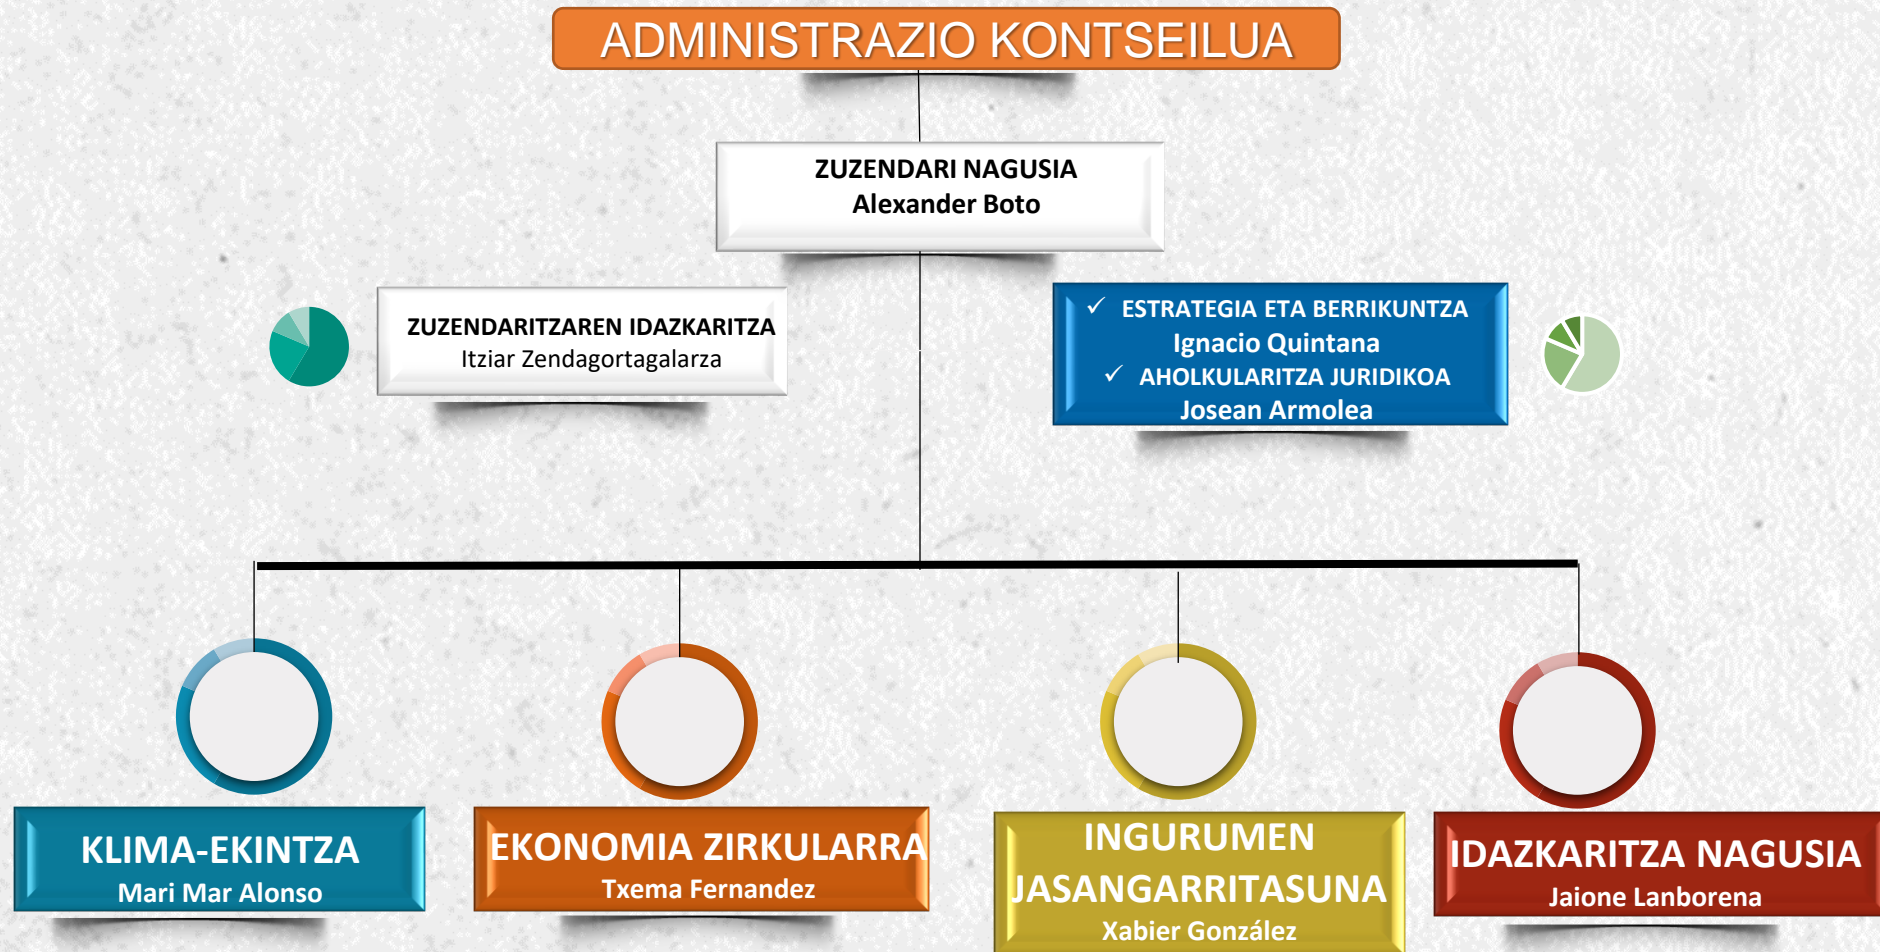 ADMINISTRAZIO KONTSEILUA
ZUZENDARI NAGUSIA
Alexander Boto
ZUZENDARITZAREN IDAZKARITZA
Itziar Zendagortagalarza
✓ ESTRATEGIA ETA BERRIKUNTZA
Ignacio Quintana
✓ AHOLKULARITZA JURIDIKOA
Josean Armolea
KLIMA-EKINTZA
Mari Mar Alonso
EKONOMIA ZIRKULARRA
Txema Fernandez
INGURUMEN
JASANGARRITASUNA
Xabier González
IDAZKARITZA NAGUSIA
Jaione Lanborena